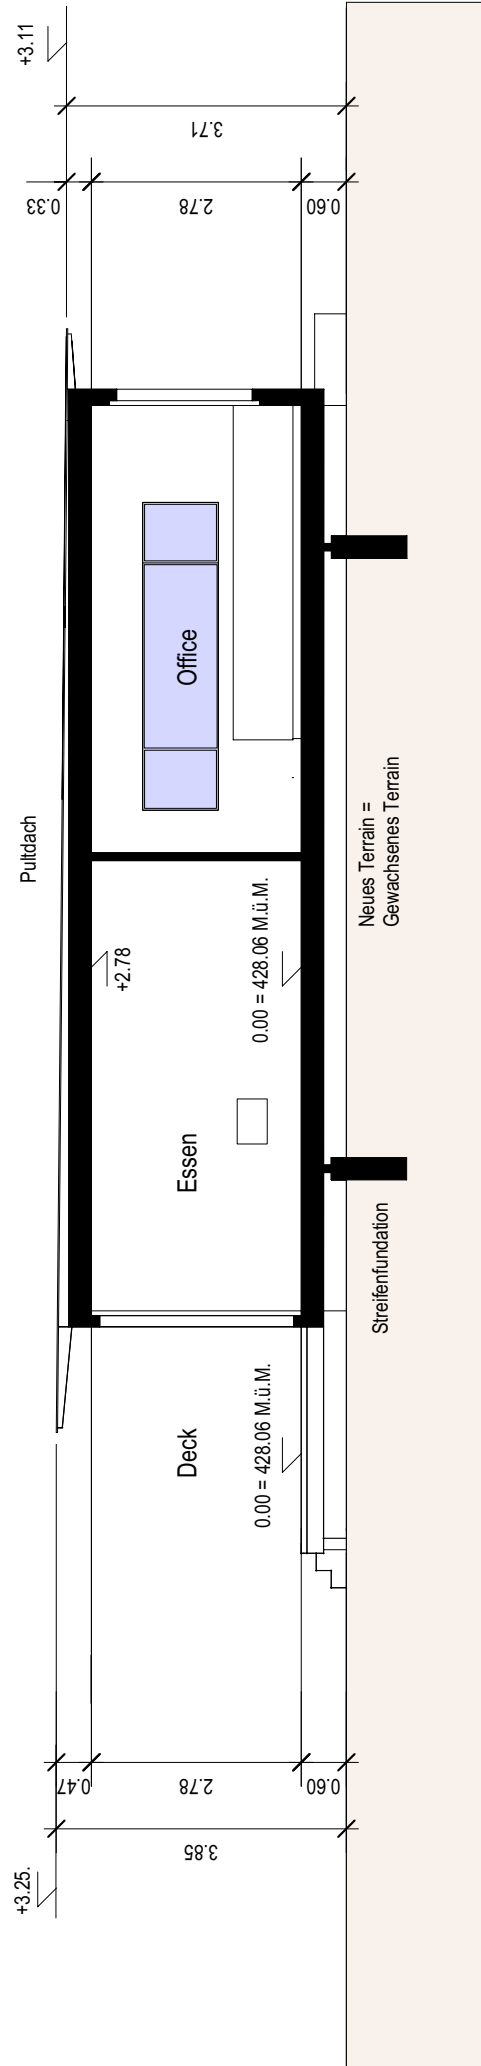 Pultdach
+3.25.
+3.11
0.47
2.78
0.60
3.85
0.33
2.78
0.60
3.71
Deck
Essen
Office
+2.78
0.00 = 428.06 M.ü.M.
0.00 = 428.06 M.ü.M.
Streifenfundation
Neues Terrain =
Gewachsenes Terrain